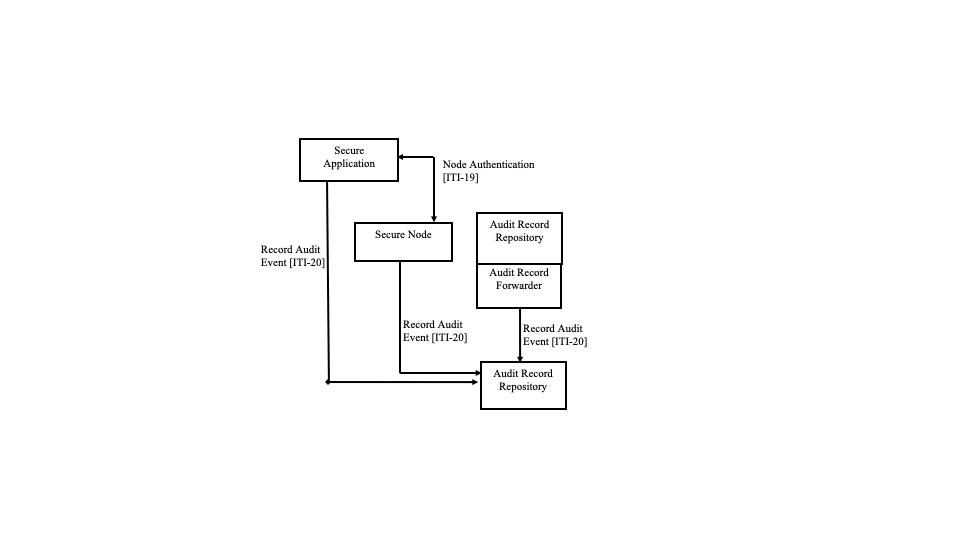 Secure
Application
Node Authentication
[ITI-19]
Audit Record
Repository
Secure Node
Record Audit
Event [ITI-20]
Audit Record
Forwarder
Record Audit
Event [ITI-20]
Record Audit
Event [ITI-20]
Audit Record
Repository